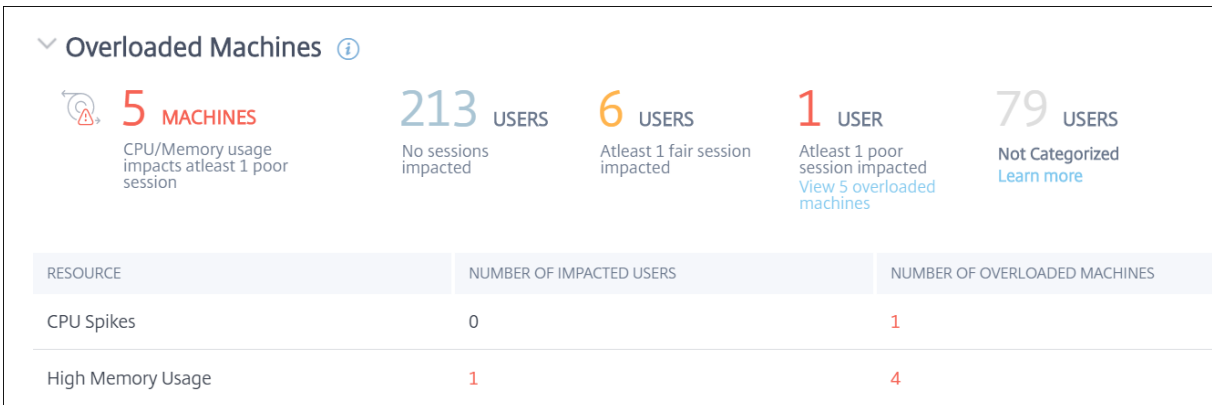 Overloaded Machines
5 MACHINES
CPU/Memory usage
impacts atleast 1 poor
session
213 USERS
No sessions
impacted
6 USERS
Atleast 1 fair session
impacted
1 USER
Atleast 1 poor
session impacted
View 5 overloaded
machines
79 USERS
Not Categorized
Learn more
RESOURCE NUMBER OF IMPACTED USERS NUMBER OF OVERLOADED MACHINES
CPU Spikes 0 1
High Memory Usage 1 4